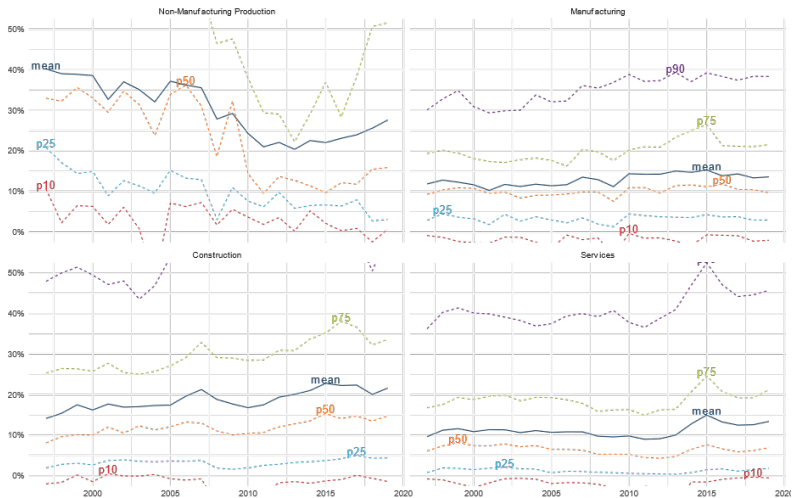 Non-Manufacturing Production
Manufacturing
50%
40%
30%
20%
10%
0%
mean
p50
p25
p10
p90
p75
mean
p50
p25
p10
Construction
Services
50%
40%
30%
20%
10%
0%
p75
mean
p50
p25
p10
p75
mean
p50
p25
p10
2000
2005
2010
2015
2020
2000
2005
2010
2015
2020